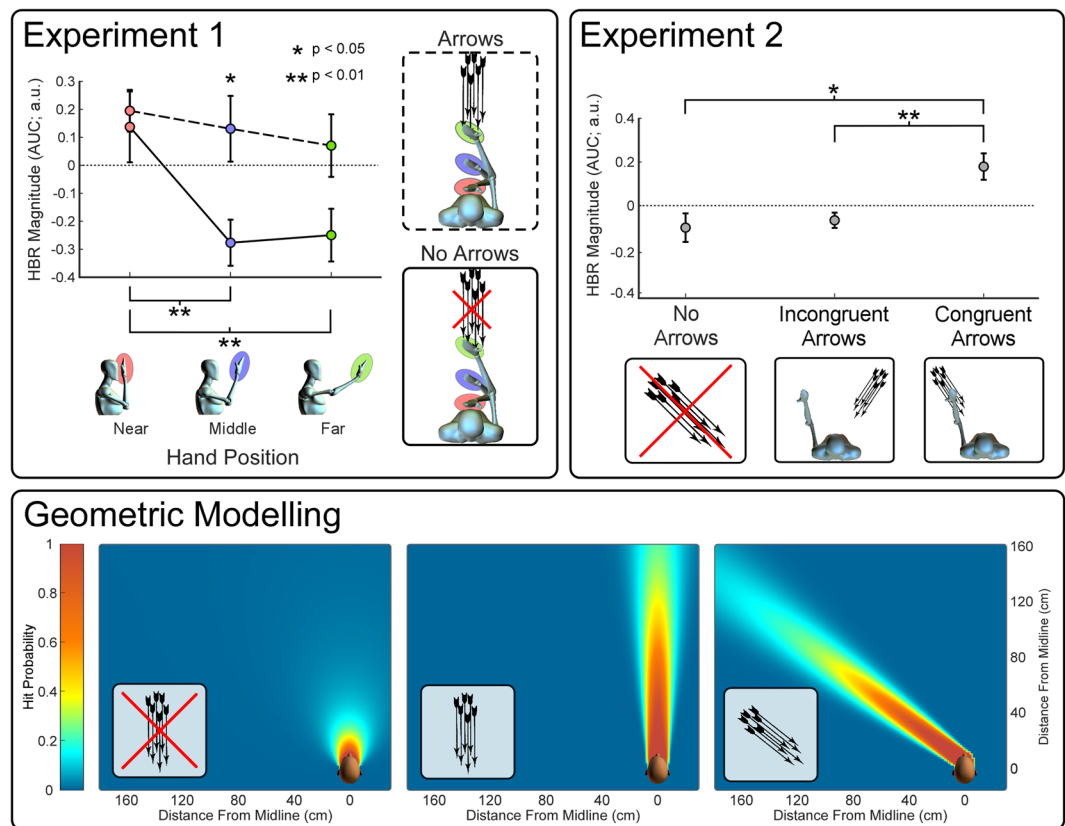 Experiment 1
* p < 0.05
** p < 0.01
HBR Magnitude (AUC; a.u.)
0.3
0.2
0.1
0
-0.1
-0.2
-0.3
-0.4
*
**
**
Near
Middle
Far
Hand Position
Arrows
No Arrows
Experiment 2
*
**
HBR Magnitude (AUC; a.u.)
0.4
0.2
0
-0.2
-0.4
No
Arrows
Incongruent
Arrows
Congruent
Arrows
Geometric Modelling
Hit Probability
1
0.8
0.6
0.4
0.2
0
160 120 80 40 0
Distance From Midline (cm)
160 120 80 40 0
Distance From Midline (cm)
160 120 80 40 0
Distance From Midline (cm)
160
120
80
40
0
Distance From Midline (cm)